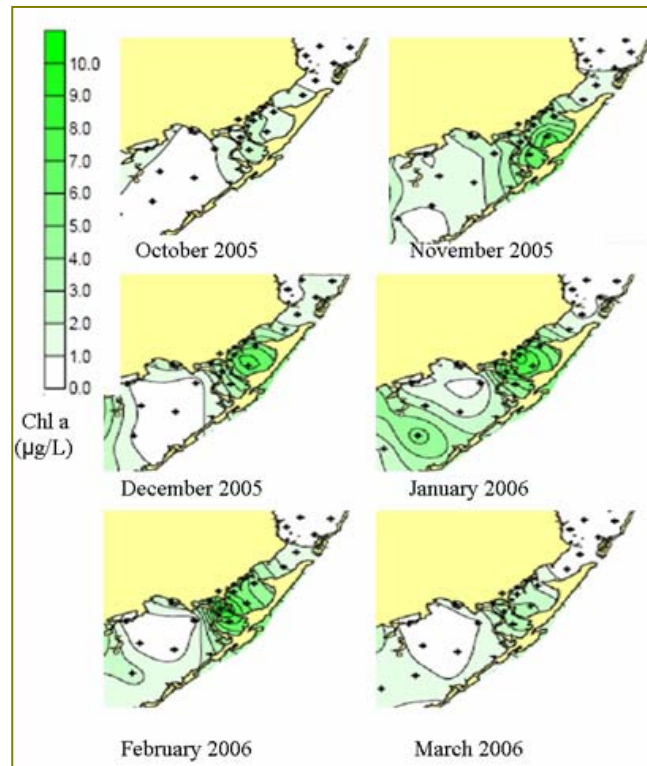 10.0
9.0
8.0
7.0
6.0
5.0
4.0
3.0
2.0
1.0
0.0
Chl a
(µg/L)
October 2005
November 2005
December 2005
January 2006
February 2006
March 2006